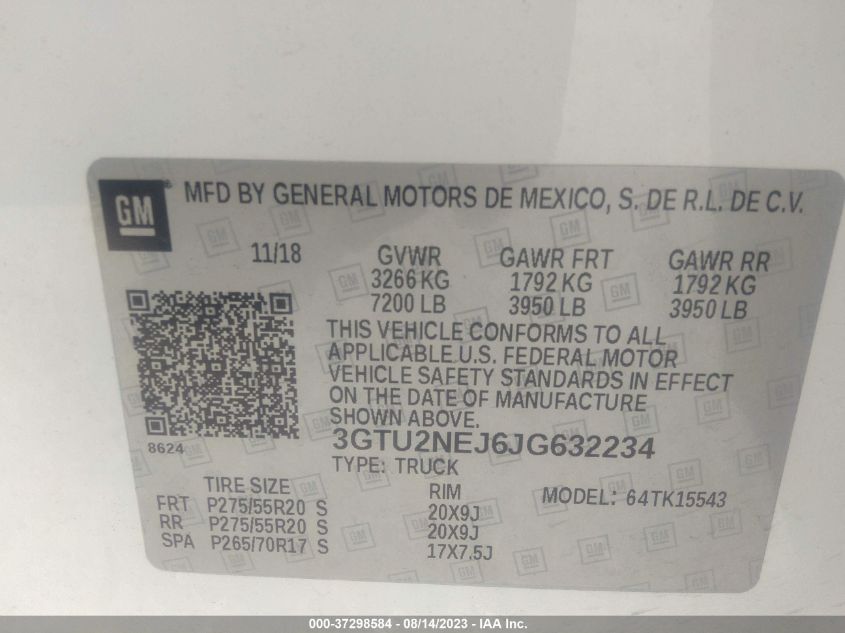 GM ® MFD BY GENERAL MOTORS DE MEXICO, S. DE R.L. DE C.V.
11/18 GVWR GAWR FRT GAWR RR
3266 KG 1792 KG 1792 KG
7200 LB 3950 LB 3950 LB
THIS VEHICLE CONFORMS TO ALL
APPLICABLE U.S. FEDERAL MOTOR
VEHICLE SAFETY STANDARDS IN EFFECT
ON THE DATE OF MANUFACTURE
SHOWN ABOVE.
8624 3GTU2NEJ6JG632234
TYPE: TRUCK
TIRE SIZE RIM MODEL: 64TK15543
FRT P275/55R20 S 20X9J
RR P275/55R20 S 20X9J
SPA P265/70R17 S 17X7.5J
000-37298584 - 08/14/2023 - IAA Inc.